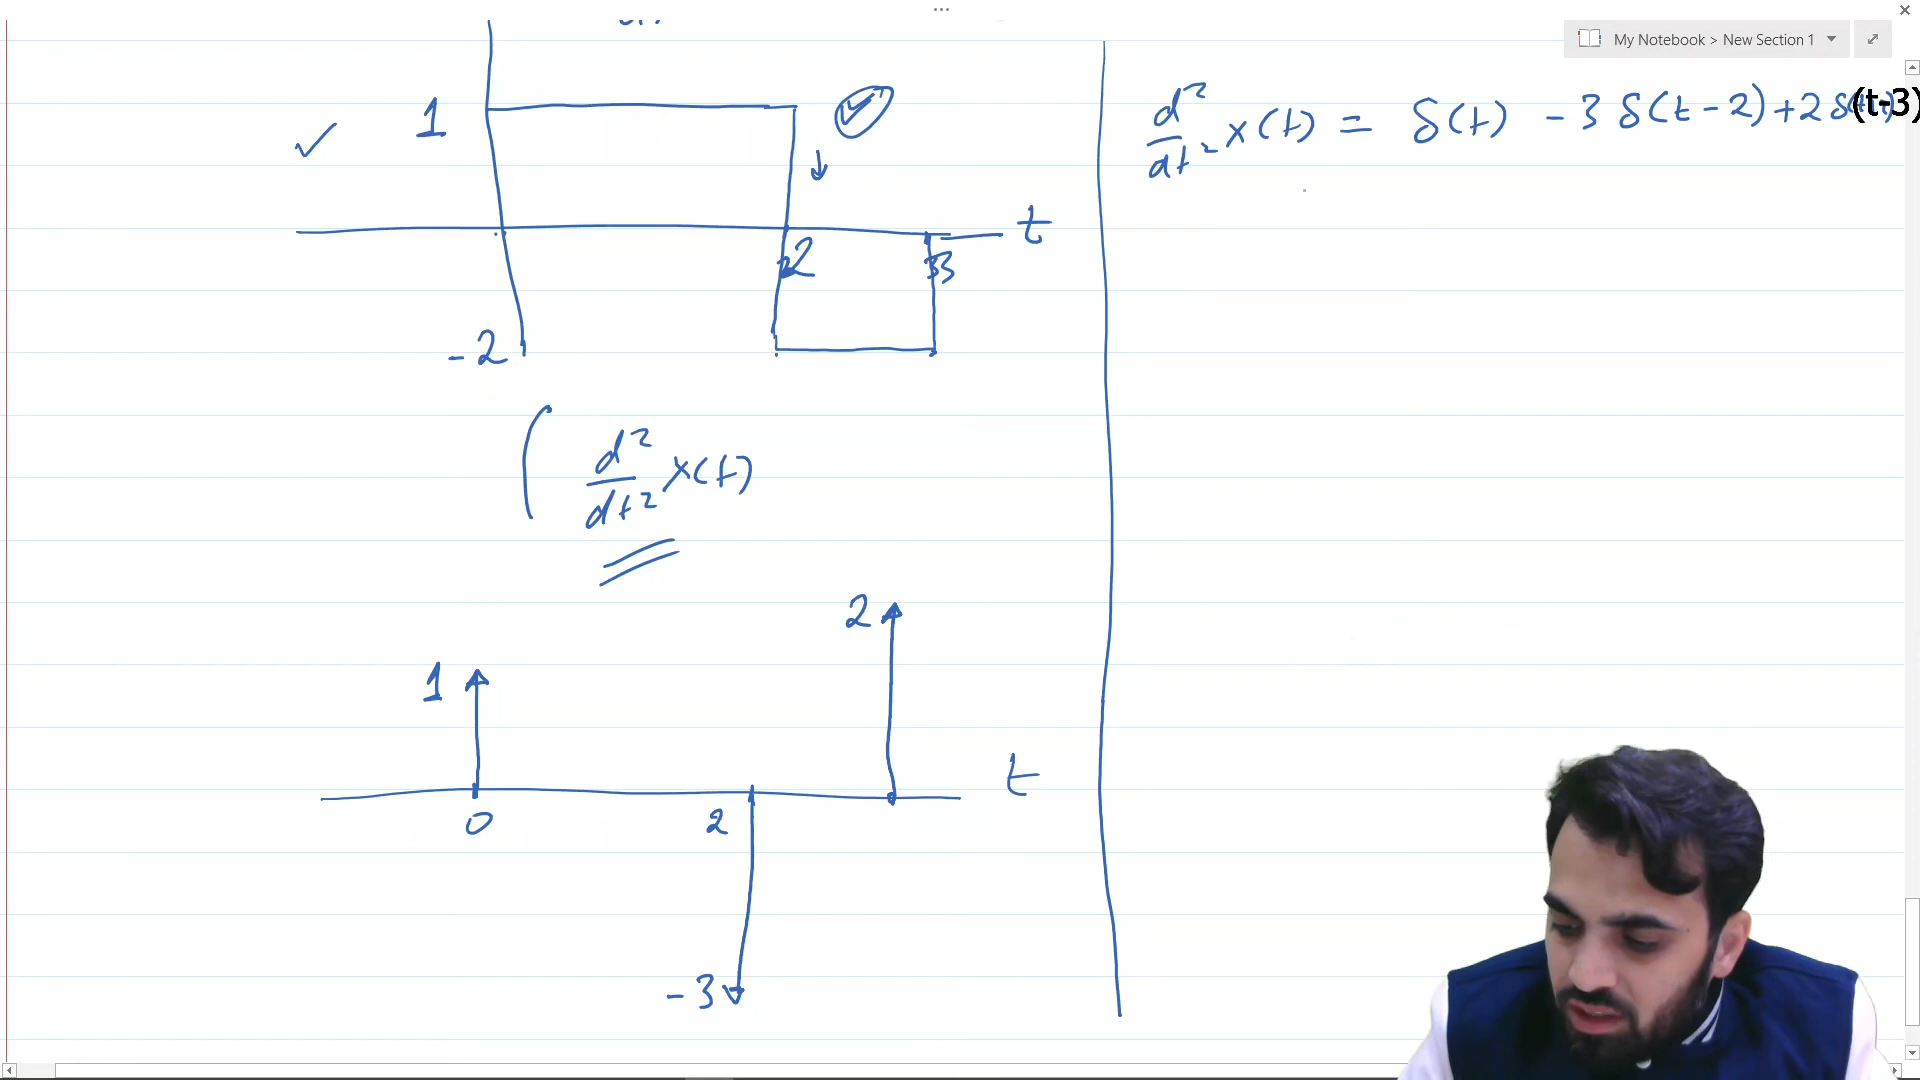 My Notebook > New Section 1
1
t
2
3
-2
d²/dt² x(t)
2
1
t
0
2
-3
d²/dt² x(t) = δ(t) - 3 δ(t-2) + 2 δ(t-3)